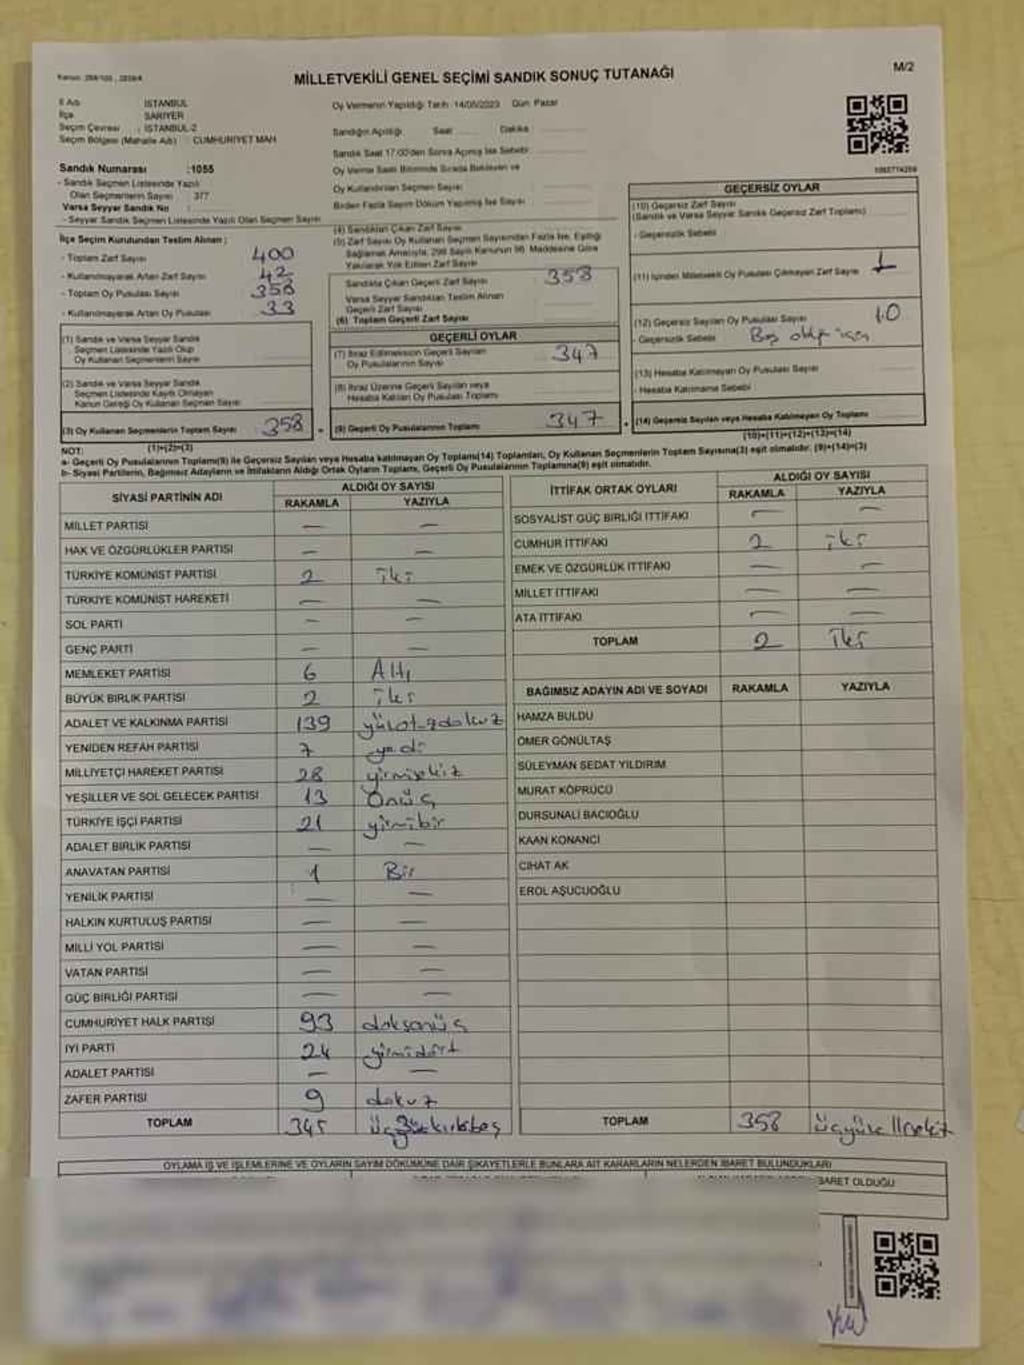 MİLLETVEKİLİ GENEL SEÇİMİ SANDIK SONUÇ TUTANAĞI
M/2
İl Adı : İSTANBUL
İlçe : SARIYER
Seçim Çevresi : İSTANBUL-2
Seçim Bölgesi (Mahalle Adı) : CUMHURİYET MAH
Sandık Numarası :1055
- Sandık Seçmen Listesinde Yazılı
Olan Seçmenlerin Sayısı : 377
Varsa Seyyar Sandık No :
- Seyyar Sandık Seçmen Listesinde Yazılı Olan Seçmen Sayısı
Oy Vermenin Yapıldığı Tarih 14/05/2023 Gün Pazar
Sandığın Açılışı Saat Dakika
Sandık Saat 17:00'den Sonra Açılmış İse Sebebi
Oy Verme Saati Bitiminde Sırada Bekleyen ve
Oy Kullandırılan Seçmen Sayısı
Birden Fazla Sayım Döküm Yapılmış İse Sayısı
İlçe Seçim Kurulundan Teslim Alınan ;
- Toplam Zarf Sayısı 400
- Kullanılmayarak Artan Zarf Sayısı 42
- Toplam Oy Pusulası Sayısı 358
- Kullanılmayarak Artan Oy Pusulası 33
(1) Sandık ve Varsa Seyyar Sandık
Seçmen Listesinde Yazılı Olup
Oy Kullanan Seçmenlerin Sayısı
(2) Sandık ve Varsa Seyyar Sandık
Seçmen Listesinde Kayıtlı Olmayan
Kanun Gereği Oy Kullanan Seçmen Sayısı
(3) Oy Kullanan Seçmenlerin Toplam Sayısı 358
(1)+(2)=(3)
(4) Sandıktan Çıkan Zarf Sayısı
(5) Zarf Sayısı Oy Kullanan Seçmen Sayısından Fazla İse, Eşitliği
Sağlamak Amacıyla, 298 Sayılı Kanunun 98. Maddesine Göre
Yakılarak Yok Edilen Zarf Sayısı
Sandıkta Çıkan Geçerli Zarf Sayısı 358
Varsa Seyyar Sandıktan Teslim Alınan
Geçerli Zarf Sayısı
(6) Toplam Geçerli Zarf Sayısı
GEÇERLİ OYLAR
(7) İtiraz Edilmeksizin Geçerli Sayılan
Oy Pusulalarının Sayısı 347
(8) İtiraz Üzerine Geçerli Sayılan veya
Hesaba Katılan Oy Pusulası Toplamı
(9) Geçerli Oy Pusulalarının Toplamı 347
GEÇERSİZ OYLAR
(10) Geçersiz Zarf Sayısı
(Sandık ve Varsa Seyyar Sandık Geçersiz Zarf Toplamı)
- Geçersizlik Sebebi
(11) İçinden Milletvekili Oy Pusulası Çıkmayan Zarf Sayısı 1
(12) Geçersiz Sayılan Oy Pusulası Sayısı 10
- Geçersizlik Sebebi Boş olduğu için
(13) Hesaba Katılmayan Oy Pusulası Sayısı
- Hesaba Katılmama Sebebi
(14) Geçersiz Sayılan veya Hesaba Katılmayan Oy Toplamı
(10)+(11)+(12)+(13)=(14)
NOT:
a- Geçerli Oy Pusulalarının Toplamı(9) ile Geçersiz Sayılan veya Hesaba katılmayan Oy Toplamı(14) Toplamları, Oy Kullanan Seçmenlerin Toplam Sayısına(3) eşit olmalıdır. (9)+(14)=(3)
b- Siyasi Partilerin, Bağımsız Adayların ve İttifakların Aldığı Ortak Oyların Toplamı, Geçerli Oy Pusulalarının Toplamına(9) eşit olmalıdır.
SİYASİ PARTİNİN ADI ALDIĞI OY SAYISI
RAKAMLA YAZIYLA
MİLLET PARTİSİ — —
HAK VE ÖZGÜRLÜKLER PARTİSİ — —
TÜRKİYE KOMÜNİST PARTİSİ 2 iki
TÜRKİYE KOMÜNİST HAREKETİ — —
SOL PARTİ — —
GENÇ PARTİ — —
MEMLEKET PARTİSİ 6 Altı
BÜYÜK BİRLİK PARTİSİ 2 iki
ADALET VE KALKINMA PARTİSİ 139 yüzotuzdokuz
YENİDEN REFAH PARTİSİ 7 yedi
MİLLİYETÇİ HAREKET PARTİSİ 28 yirmisekiz
YEŞİLLER VE SOL GELECEK PARTİSİ 13 Onüç
TÜRKİYE İŞÇİ PARTİSİ 21 yirmibir
ADALET BİRLİK PARTİSİ — —
ANAVATAN PARTİSİ 1 Bir
YENİLİK PARTİSİ — —
HALKIN KURTULUŞ PARTİSİ — —
MİLLİ YOL PARTİSİ — —
VATAN PARTİSİ — —
GÜÇ BİRLİĞİ PARTİSİ — —
CUMHURİYET HALK PARTİSİ 93 doksanüç
İYİ PARTİ 24 yirmidört
ADALET PARTİSİ — —
ZAFER PARTİSİ 9 dokuz
TOPLAM 345 üçyüzkırkbeş
İTTİFAK ORTAK OYLARI ALDIĞI OY SAYISI
RAKAMLA YAZIYLA
SOSYALİST GÜÇ BİRLİĞİ İTTİFAKI — —
CUMHUR İTTİFAKI 2 iki
EMEK VE ÖZGÜRLÜK İTTİFAKI — —
MİLLET İTTİFAKI — —
ATA İTTİFAKI — —
TOPLAM 2 İki
BAĞIMSIZ ADAYIN ADI VE SOYADI RAKAMLA YAZIYLA
HAMZA BULDU
ÖMER GÖNÜLTAŞ
SÜLEYMAN SEDAT YILDIRIM
MURAT KÖPRÜCÜ
DURSUNALİ BACIOĞLU
KAAN KONANCI
CİHAT AK
EROL AŞUCUOĞLU
TOPLAM 358
OYLAMA İŞ VE İŞLEMLERİNE VE OYLARIN SAYIM DÖKÜMÜNE DAİR ŞİKAYETLERLE BUNLARA AİT KARARLARIN NELERDEN İBARET BULUNDUKLARI
BARET OLDUĞU